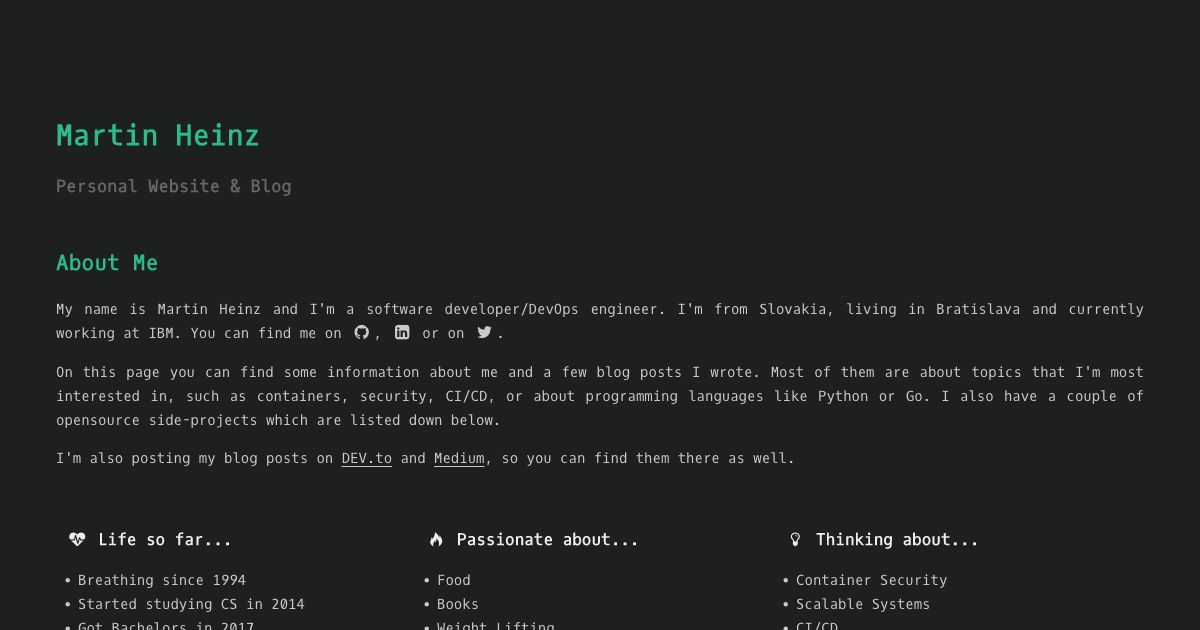 Martin Heinz
Personal Website & Blog
About Me
My name is Martin Heinz and I'm a software developer/DevOps engineer. I'm from Slovakia, living in Bratislava and currently
working at IBM. You can find me on , or on .
On this page you can find some information about me and a few blog posts I wrote. Most of them are about topics that I'm most
interested in, such as containers, security, CI/CD, or about programming languages like Python or Go. I also have a couple of
opensource side-projects which are listed down below.
I'm also posting my blog posts on DEV.to and Medium, so you can find them there as well.
Life so far...
• Breathing since 1994
• Started studying CS in 2014
• Got Bachelors in 2017
Passionate about...
• Food
• Books
• Weight Lifting
Thinking about...
• Container Security
• Scalable Systems
• CI/CD